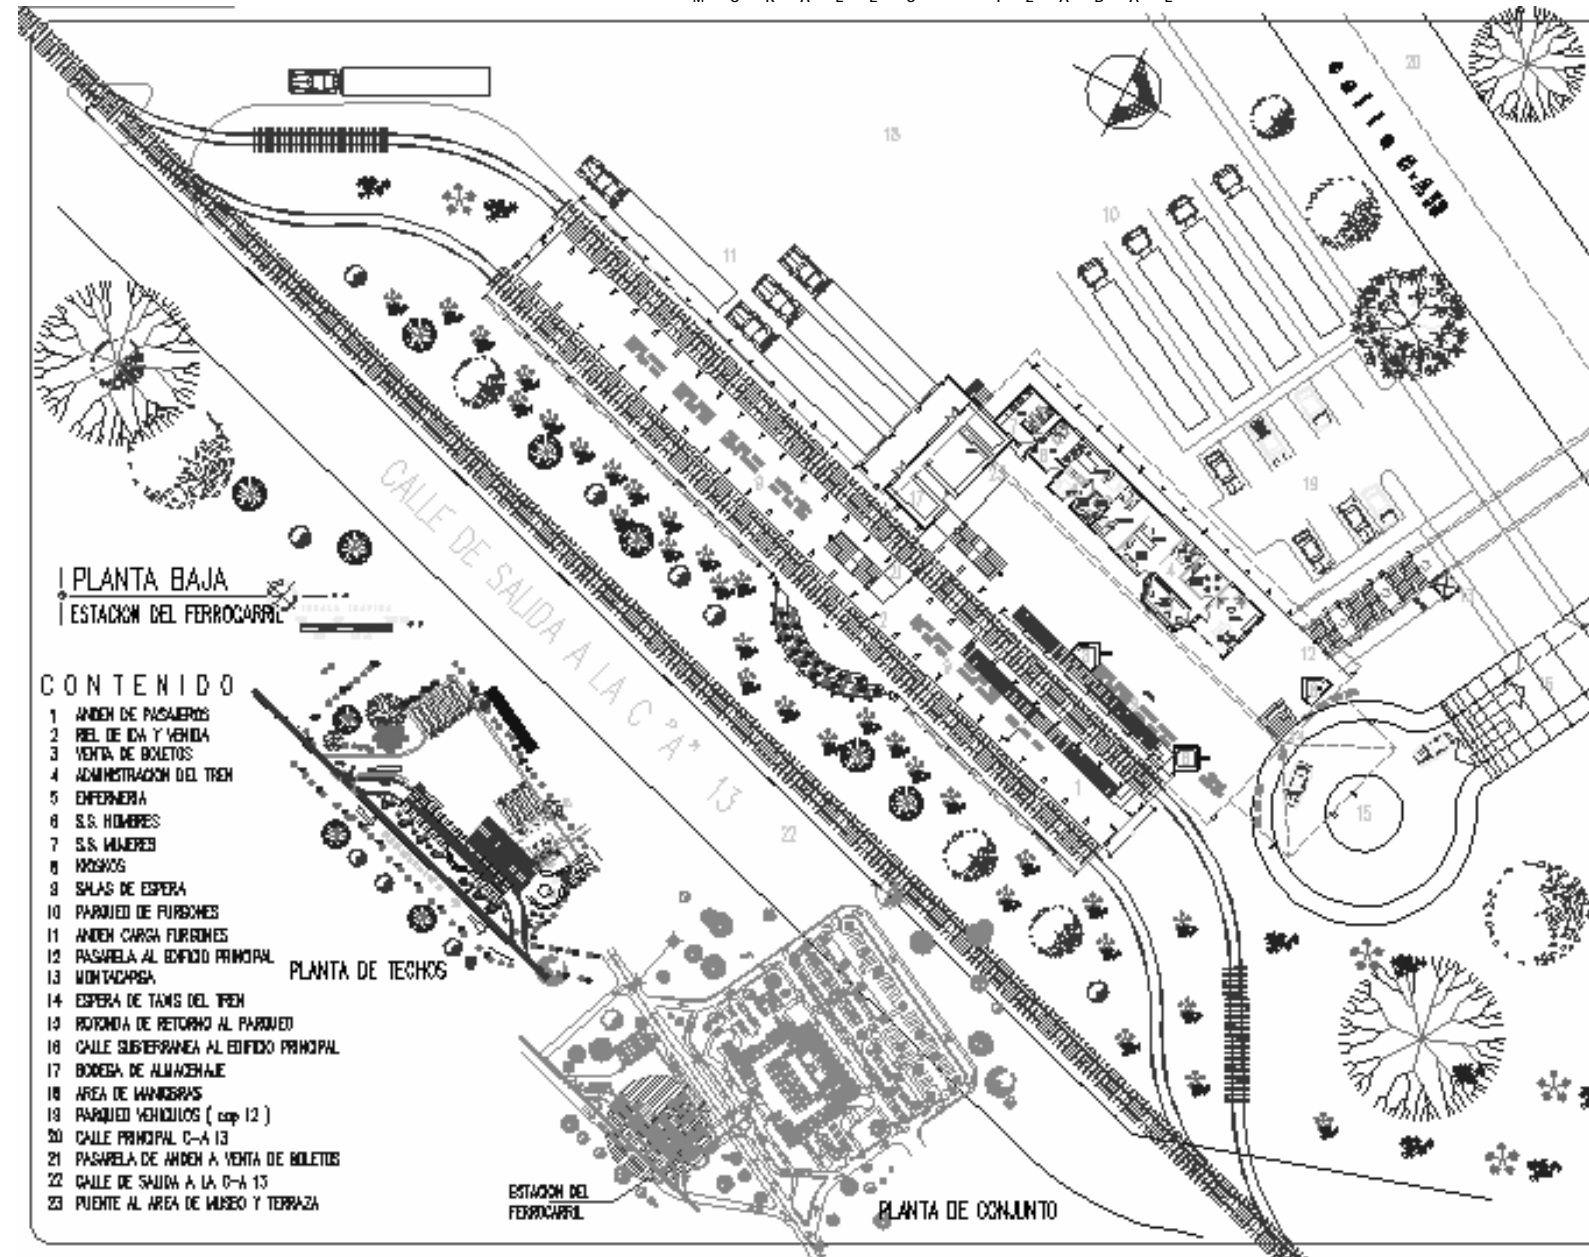 M O R A L E S I Z A B A L
calle C-A13
20
18
10
11
19
17
12
15
1
22
CALLE DE SALIDA A LA C "A" 13
PLANTA BAJA
ESTACION DEL FERROCARRIL
CONTENIDO
1 ANDEN DE PASAJEROS
2 RIEL DE IDA Y VENIDA
3 VENTA DE BOLETOS
4 ADMINISTRACION DEL TREN
5 ENFERMERIA
6 S.S. HOMBRES
7 S.S. MUJERES
8 KIOSKOS
9 SALAS DE ESPERA
10 PARQUEO DE FURGONES
11 ANDEN CARGA FURGONES
12 PASARELA AL EDIFICIO PRINCIPAL
13 MONTACARGA
14 ESPERA DE TAXIS DEL TREN
15 ROTONDA DE RETORNO AL PARQUEO
16 CALLE SUBTERRANEA AL EDIFICIO PRINCIPAL
17 BODEGA DE ALMACENAJE
18 AREA DE MANIOBRAS
19 PARQUEO VEHICULOS ( cap 12 )
20 CALLE PRINCIPAL C-A 13
21 PASARELA DE ANDEN A VENTA DE BOLETOS
22 CALLE DE SALIDA A LA C-A 13
23 PUENTE AL AREA DE MUSEO Y TERRAZA
PLANTA DE TECHOS
ESTACION DEL
FERROCARRIL
PLANTA DE CONJUNTO